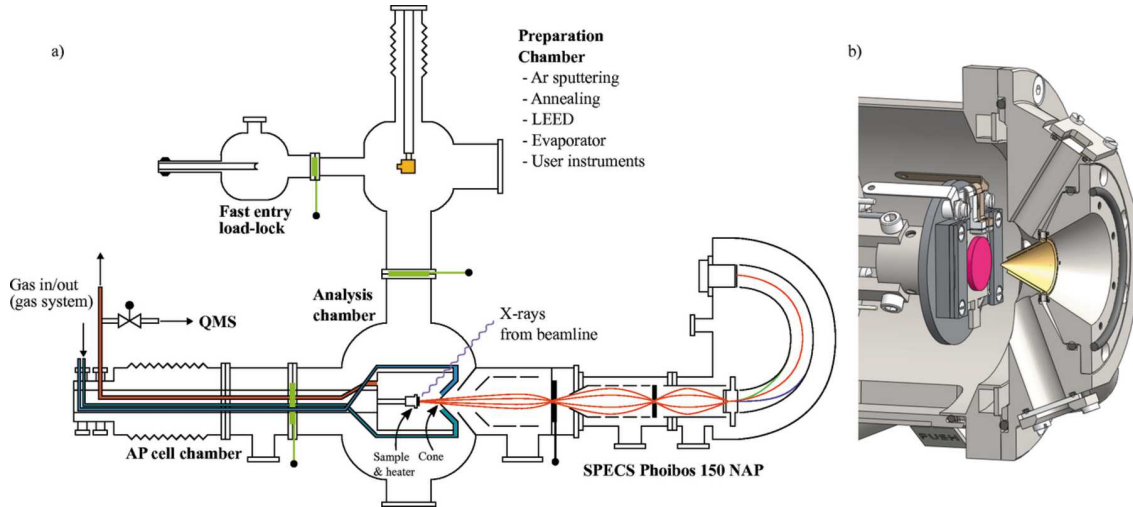 a)
Preparation
Chamber
- Ar sputtering
- Annealing
- LEED
- Evaporator
- User instruments
b)
Fast entry
load-lock
Gas in/out
(gas system)
QMS
Analysis
chamber
X-rays
from beamline
AP cell chamber
Sample
& heater
Cone
SPECS Phoibos 150 NAP
PUSH